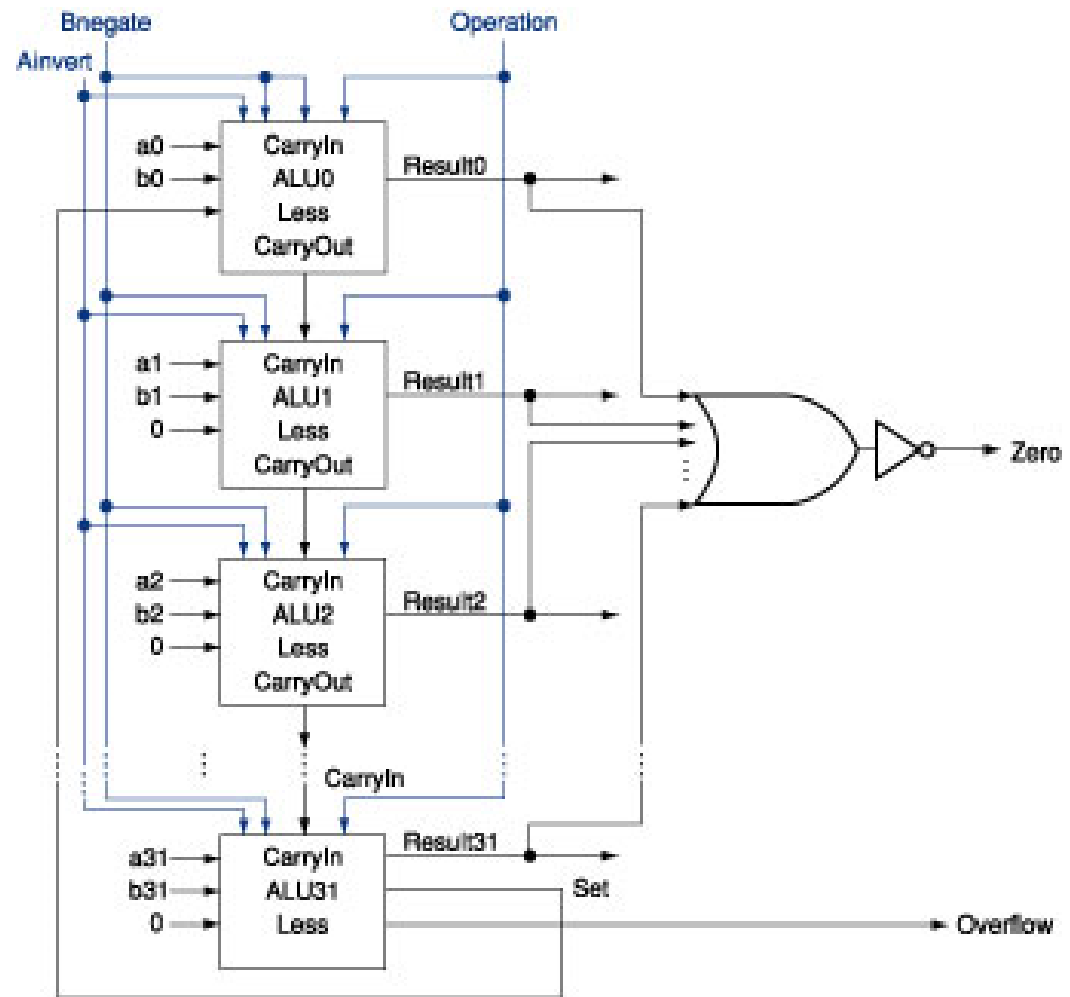 Bnegate
Operation
Ainvert
a0
CarryIn
b0
ALU0
Result0
Less
CarryOut
a1
CarryIn
b1
ALU1
Result1
0
Less
CarryOut
Zero
a2
CarryIn
b2
ALU2
Result2
0
Less
CarryOut
CarryIn
a31
CarryIn
Result31
b31
ALU31
Set
0
Less
Overflow